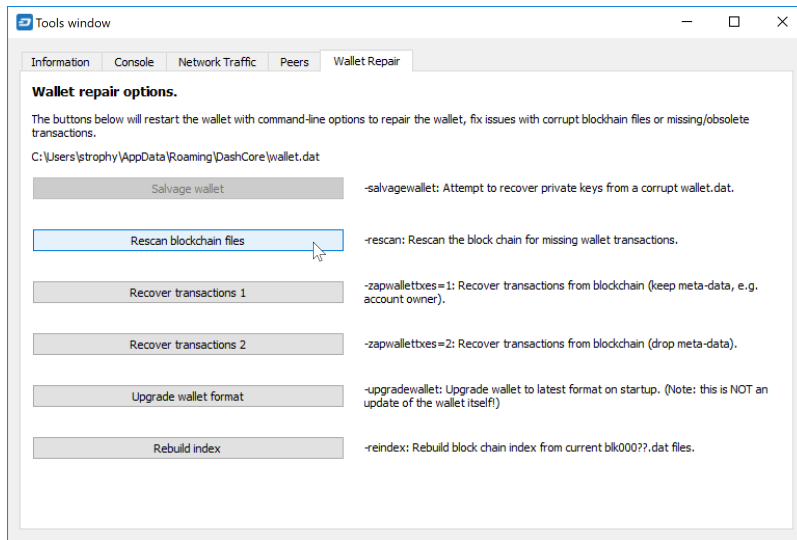 Tools window
Information Console Network Traffic Peers Wallet Repair
Wallet repair options.
The buttons below will restart the wallet with command-line options to repair the wallet, fix issues with corrupt blockhain files or missing/obsolete
transactions.
C:\Users\strophy\AppData\Roaming\DashCore\wallet.dat
Salvage wallet
-salvagewallet: Attempt to recover private keys from a corrupt wallet.dat.
Rescan blockchain files
-rescan: Rescan the block chain for missing wallet transactions.
Recover transactions 1
-zapwallettxes=1: Recover transactions from blockchain (keep meta-data, e.g.
account owner).
Recover transactions 2
-zapwallettxes=2: Recover transactions from blockchain (drop meta-data).
Upgrade wallet format
-upgradewallet: Upgrade wallet to latest format on startup. (Note: this is NOT an
update of the wallet itself!)
Rebuild index
-reindex: Rebuild block chain index from current blk000??.dat files.